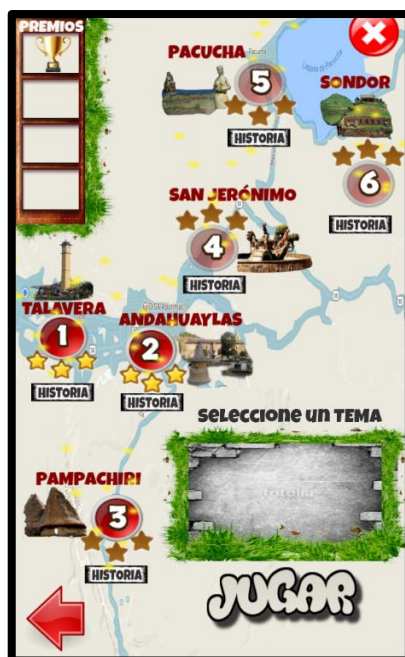 PREMIOS
PACUCHA
5
HISTORIA
SONDOR
6
HISTORIA
SAN JERÓNIMO
4
HISTORIA
TALAVERA
1
HISTORIA
ANDAHUAYLAS
2
HISTORIA
SELECCIONE UN TEMA
PAMPACHIRI
3
HISTORIA
JUGAR